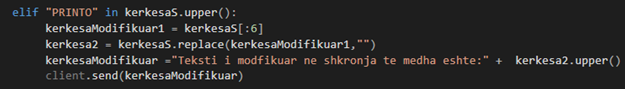 elif "PRINTO" in kerkesaS.upper():
kerkesaModifikuar1 = kerkesaS[:6]
kerkesa2 = kerkesaS.replace(kerkesaModifikuar1,"")
kerkesaModifikuar ="Teksti i modfikuar ne shkronja te medha eshte:" + kerkesa2.upper()
client.send(kerkesaModifikuar)